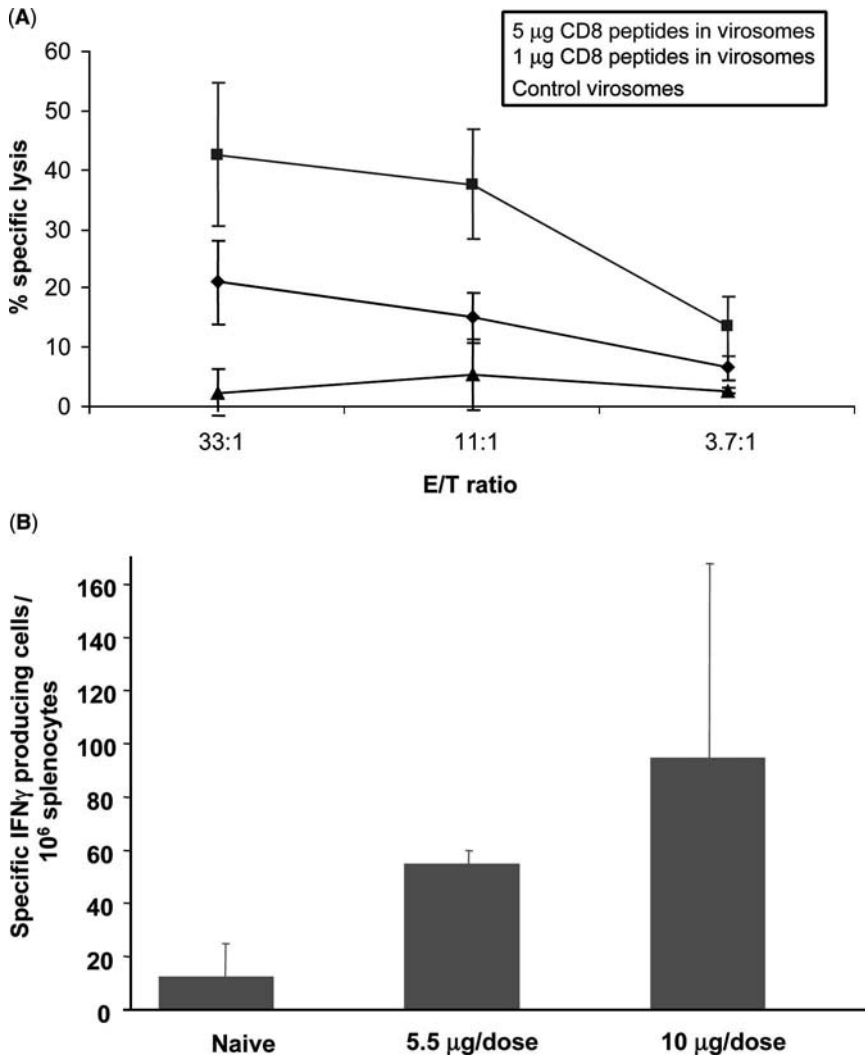 (A)
5 μg CD8 peptides in virosomes
1 μg CD8 peptides in virosomes
Control virosomes
60
50
40
30
20
10
0
% specific lysis
33:1
11:1
3.7:1
E/T ratio
(B)
160
140
120
100
80
60
40
20
0
Specific IFNγ producing cells/
10⁶ splenocytes
Naive
5.5 μg/dose
10 μg/dose